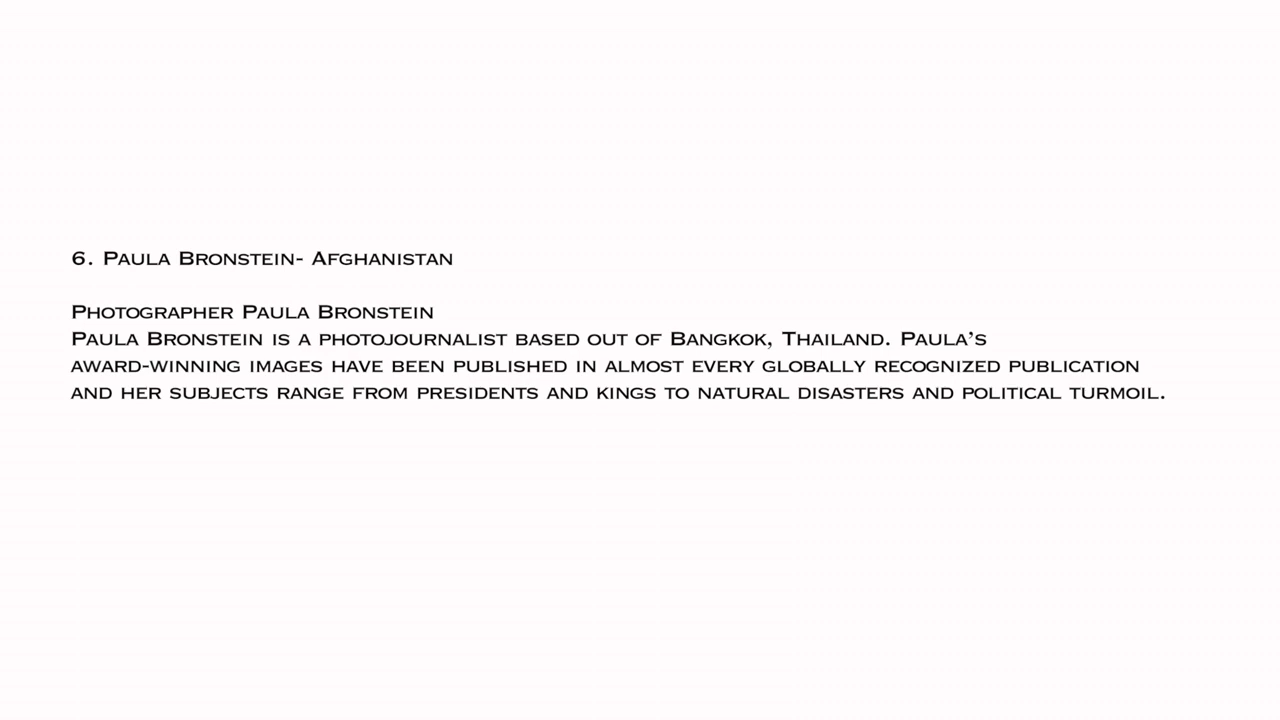 6. Paula Bronstein- Afghanistan
Photographer Paula Bronstein
Paula Bronstein is a photojournalist based out of Bangkok, Thailand. Paula’s
award-winning images have been published in almost every globally recognized publication
and her subjects range from presidents and kings to natural disasters and political turmoil.